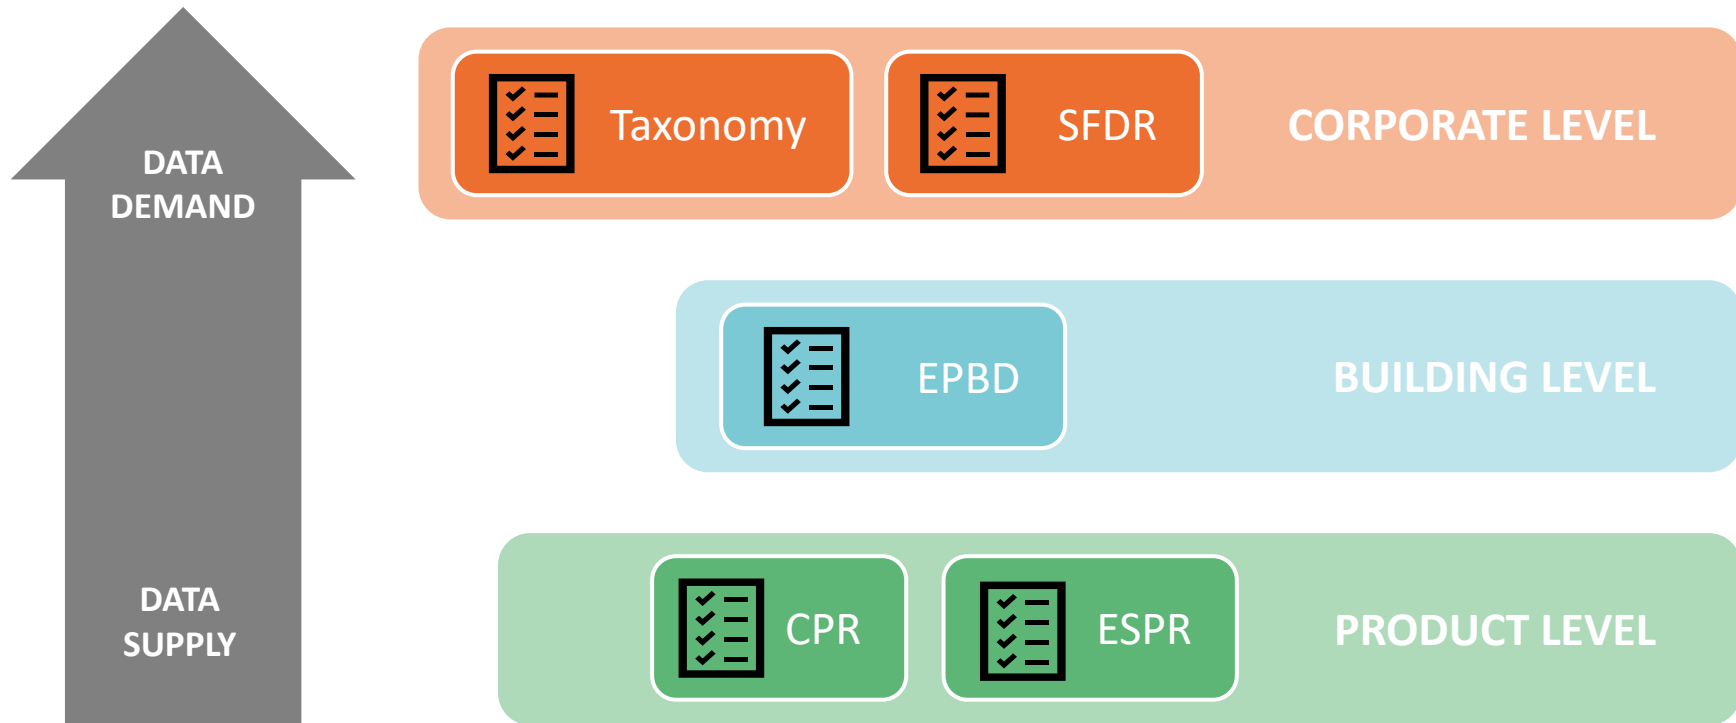 DATA
DEMAND
Taxonomy
SFDR
CORPORATE LEVEL
EPBD
BUILDING LEVEL
DATA
SUPPLY
CPR
ESPR
PRODUCT LEVEL